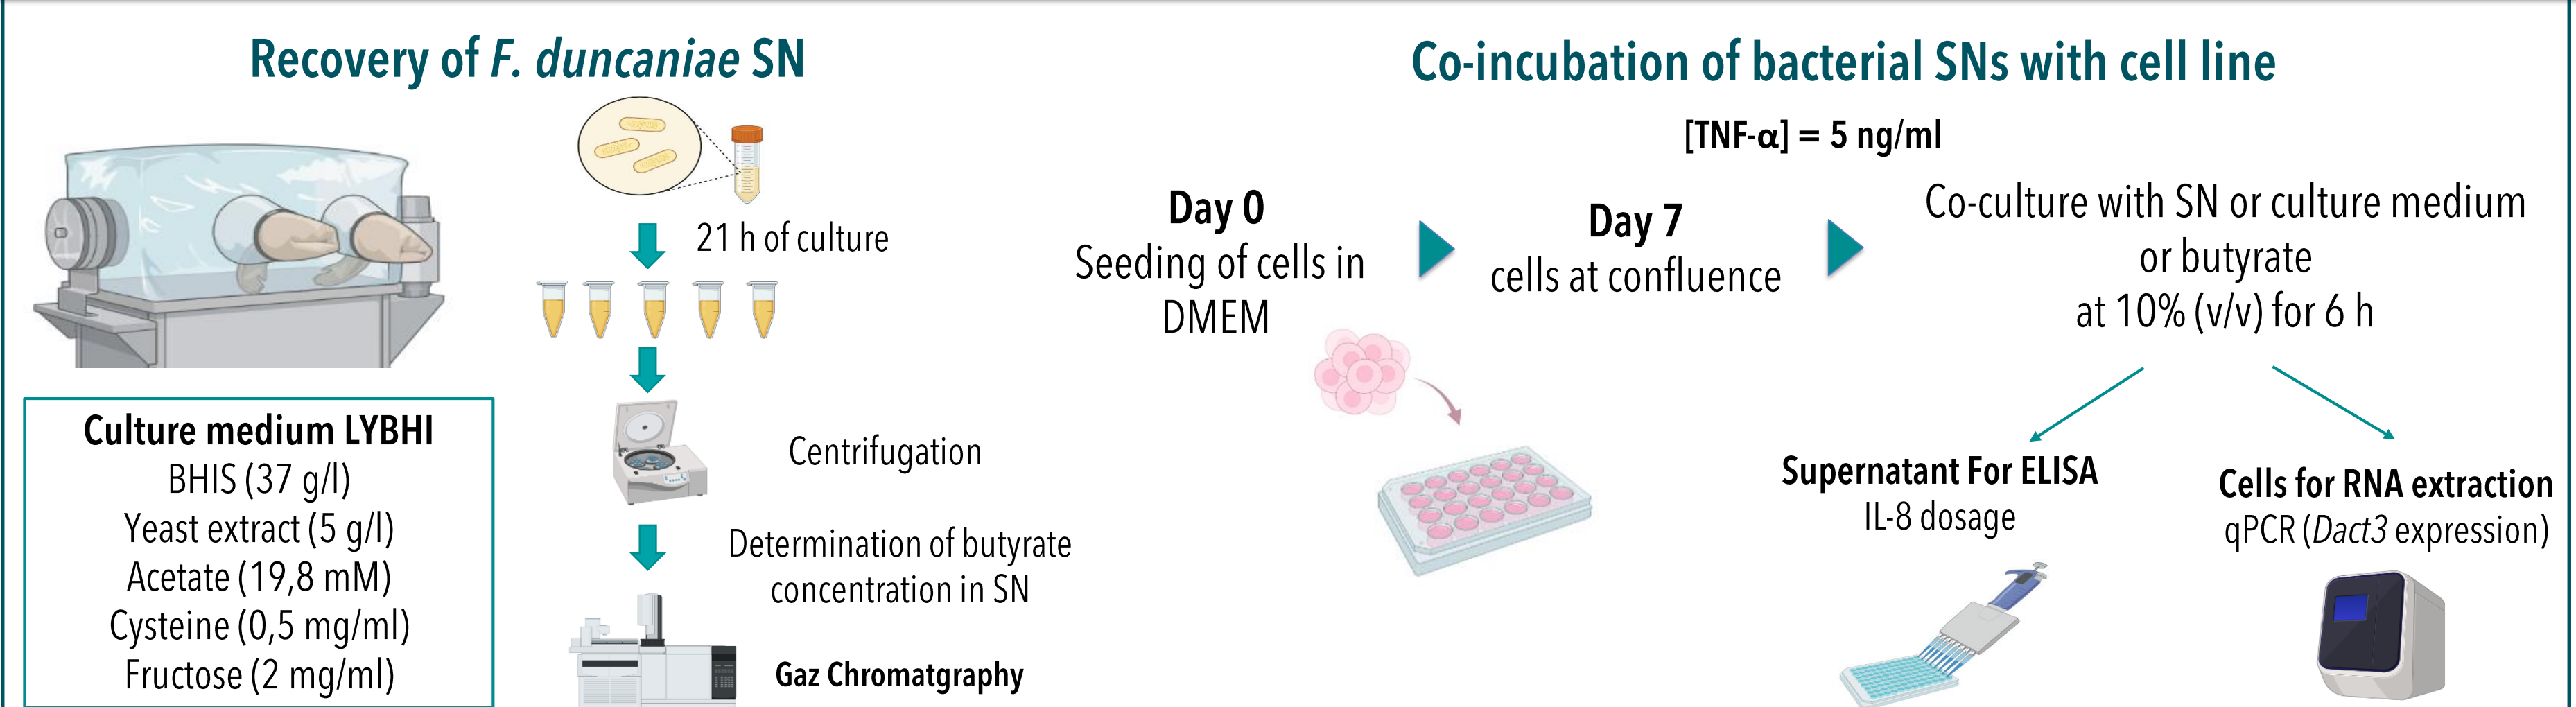 Recovery of F. duncaniae SN
21 h of culture
Centrifugation
Determination of butyrate
concentration in SN
Gaz Chromatgraphy
Culture medium LYBHI
BHIS (37 g/l)
Yeast extract (5 g/l)
Acetate (19,8 mM)
Cysteine (0,5 mg/ml)
Fructose (2 mg/ml)
Co-incubation of bacterial SNs with cell line
[TNF-α] = 5 ng/ml
Day 0
Seeding of cells in
DMEM
Day 7
cells at confluence
Co-culture with SN or culture medium
or butyrate
at 10% (v/v) for 6 h
Supernatant For ELISA
IL-8 dosage
Cells for RNA extraction
qPCR (Dact3 expression)